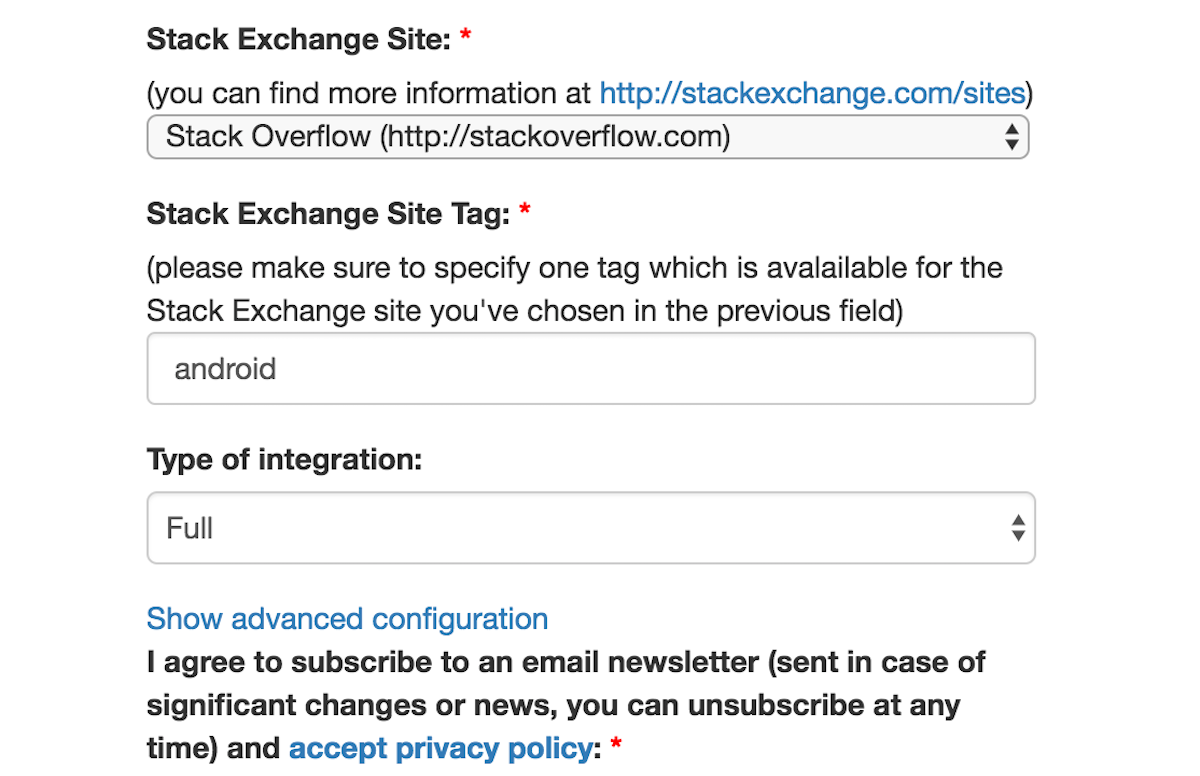 Stack Exchange Site: *
(you can find more information at http://stackexchange.com/sites)
Stack Overflow (http://stackoverflow.com)
Stack Exchange Site Tag: *
(please make sure to specify one tag which is avalailable for the
Stack Exchange site you've chosen in the previous field)
android
Type of integration:
Full
Show advanced configuration
I agree to subscribe to an email newsletter (sent in case of
significant changes or news, you can unsubscribe at any
time) and accept privacy policy: *